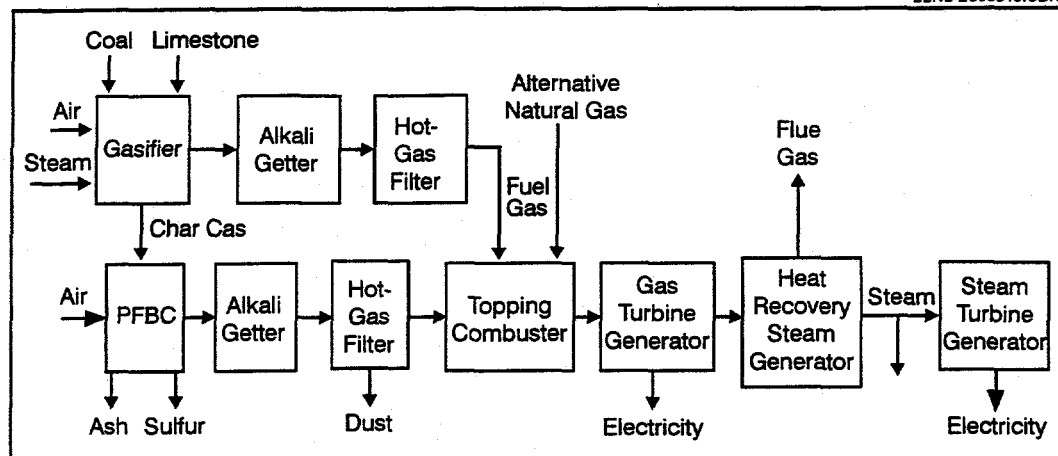 Coal
Limestone
Air
Steam
Gasifier
Alkali
Getter
Hot-
Gas
Filter
Alternative
Natural Gas
Fuel
Gas
Flue
Gas
Char Cas
Air
PFBC
Alkali
Getter
Hot-
Gas
Filter
Topping
Combuster
Gas
Turbine
Generator
Heat
Recovery
Steam
Generator
Steam
Steam
Turbine
Generator
Ash
Sulfur
Dust
Electricity
Electricity